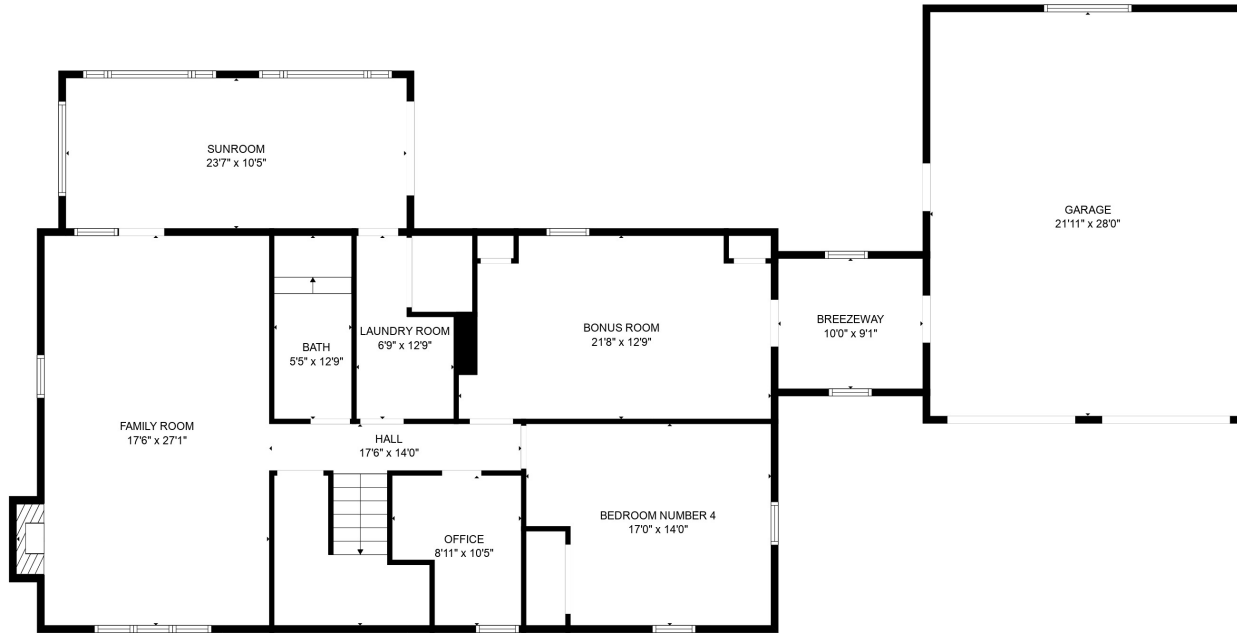 SUNROOM
23'7" x 10'5"
GARAGE
21'11" x 28'0"
BREEZEWAY
10'0" x 9'1"
BONUS ROOM
21'8" x 12'9"
LAUNDRY ROOM
6'9" x 12'9"
BATH
5'5" x 12'9"
FAMILY ROOM
17'6" x 27'1"
HALL
17'6" x 14'0"
BEDROOM NUMBER 4
17'0" x 14'0"
OFFICE
8'11" x 10'5"